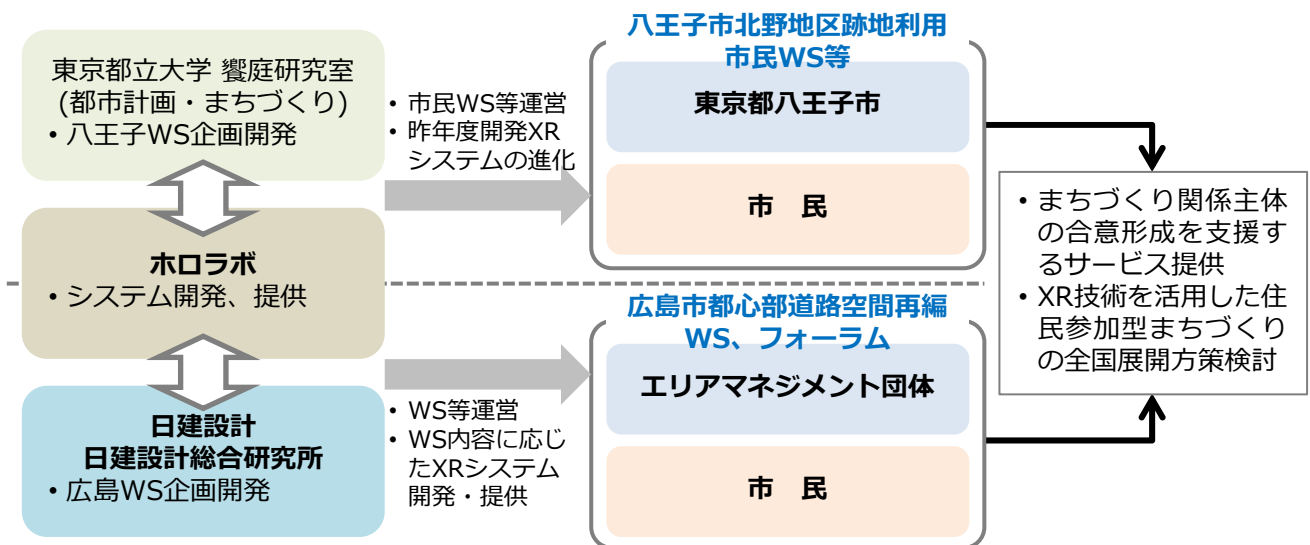 東京都立大学 饗庭研究室
(都市計画・まちづくり)
• 八王子WS企画開発
ホロラボ
• システム開発、提供
日建設計
日建設計総合研究所
• 広島WS企画開発
• 市民WS等運営
• 昨年度開発XR
システムの進化
• WS等運営
• WS内容に応じ
たXRシステム
開発・提供
八王子市北野地区跡地利用
市民WS等
東京都八王子市
市　民
広島市都心部道路空間再編
WS、フォーラム
エリアマネジメント団体
市　民
• まちづくり関係主体
の合意形成を支援す
るサービス提供
• XR技術を活用した住
民参加型まちづくり
の全国展開方策検討